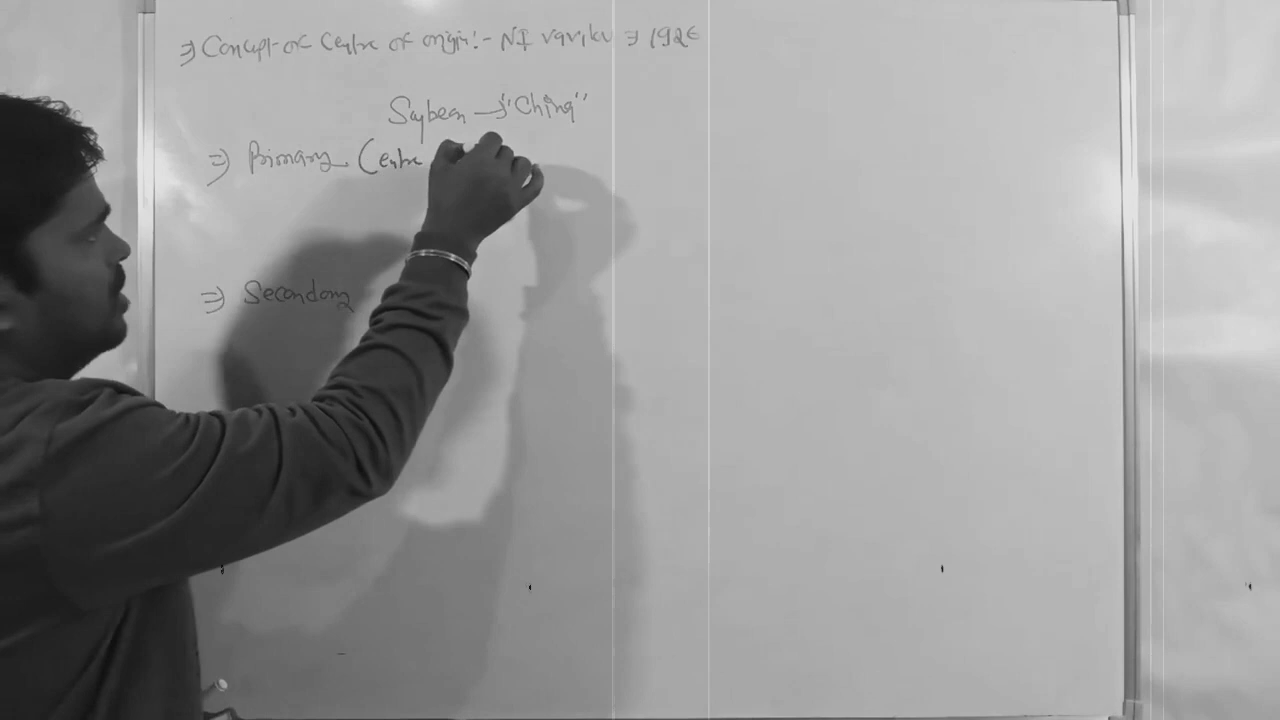 ⇒ Concept of Centre of origin:- NI Vavilov ⇒ 1926
Soybean → "China"
⇒ Primary Centre
⇒ Secondary